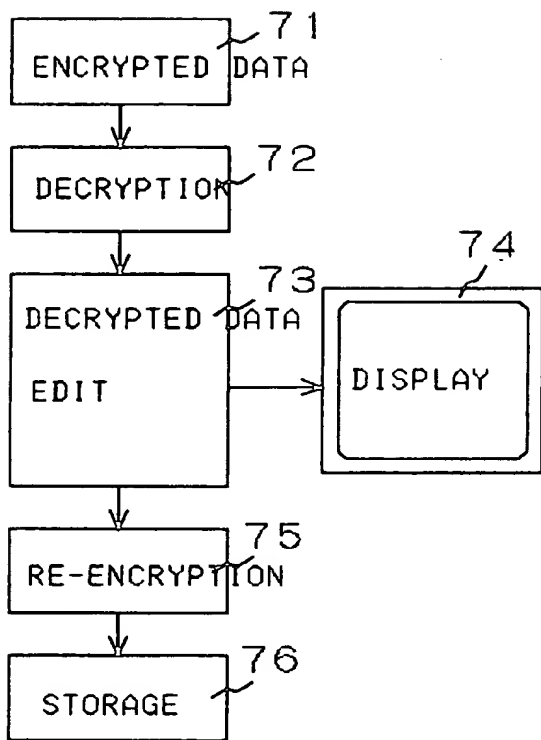 71
ENCRYPTED DATA
72
DECRYPTION
73
DECRYPTED DATA
EDIT
74
DISPLAY
75
RE-ENCRYPTION
76
STORAGE